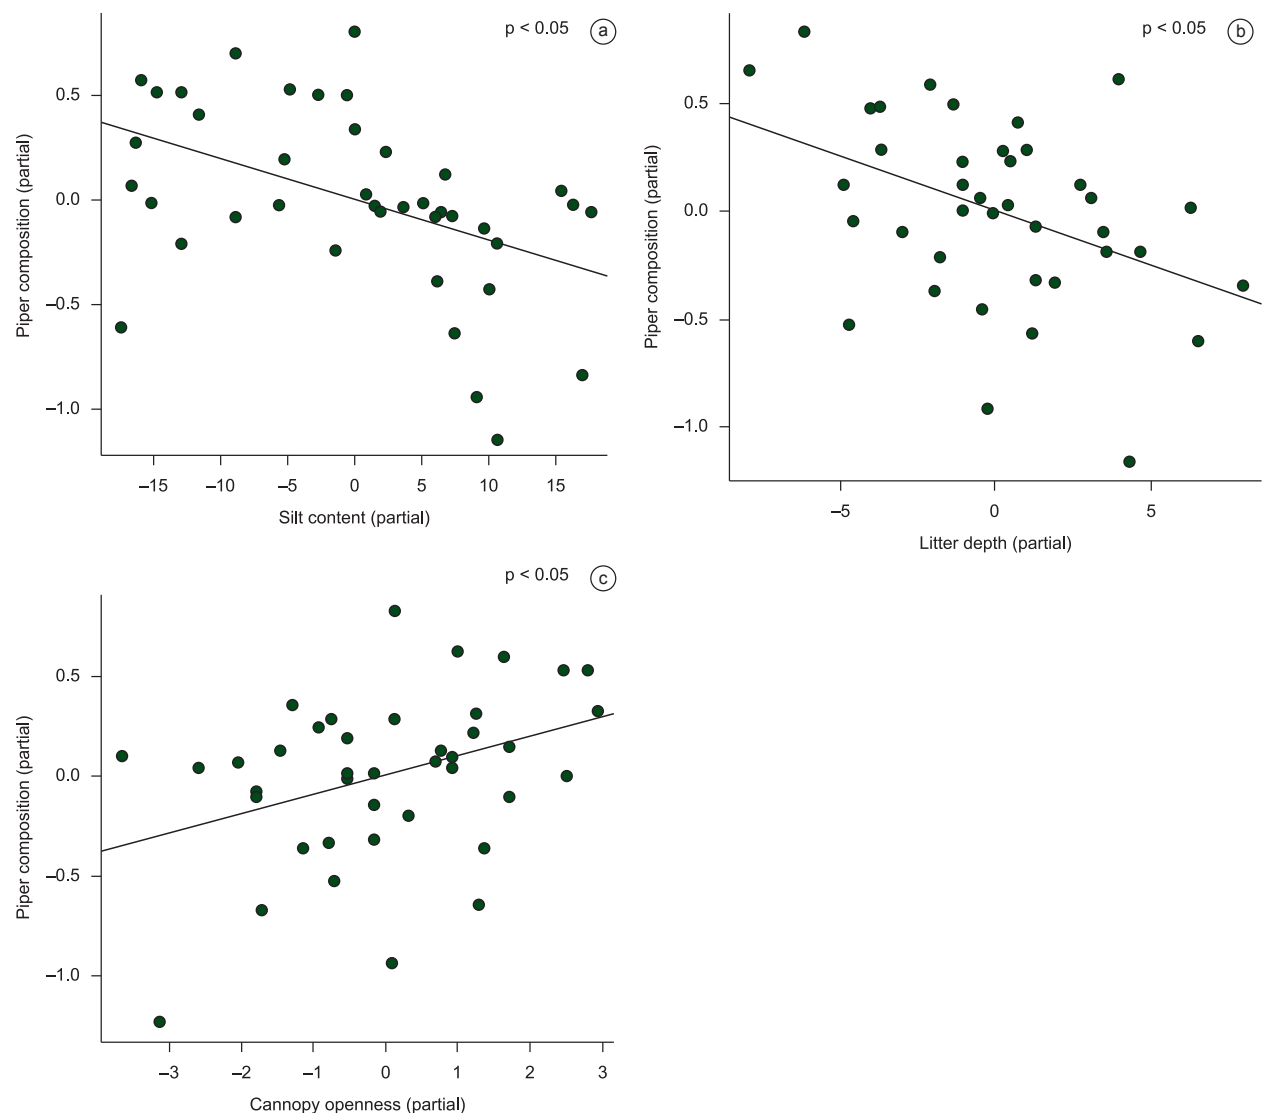 p < 0.05 a
Piper composition (partial)
0.5
0.0
–0.5
–1.0
–15 –10 –5 0 5 10 15
Silt content (partial)
p < 0.05 b
Piper composition (partial)
0.5
0.0
–0.5
–1.0
–5 0 5
Litter depth (partial)
p < 0.05 c
Piper composition (partial)
0.5
0.0
–0.5
–1.0
–3 –2 –1 0 1 2 3
Cannopy openness (partial)